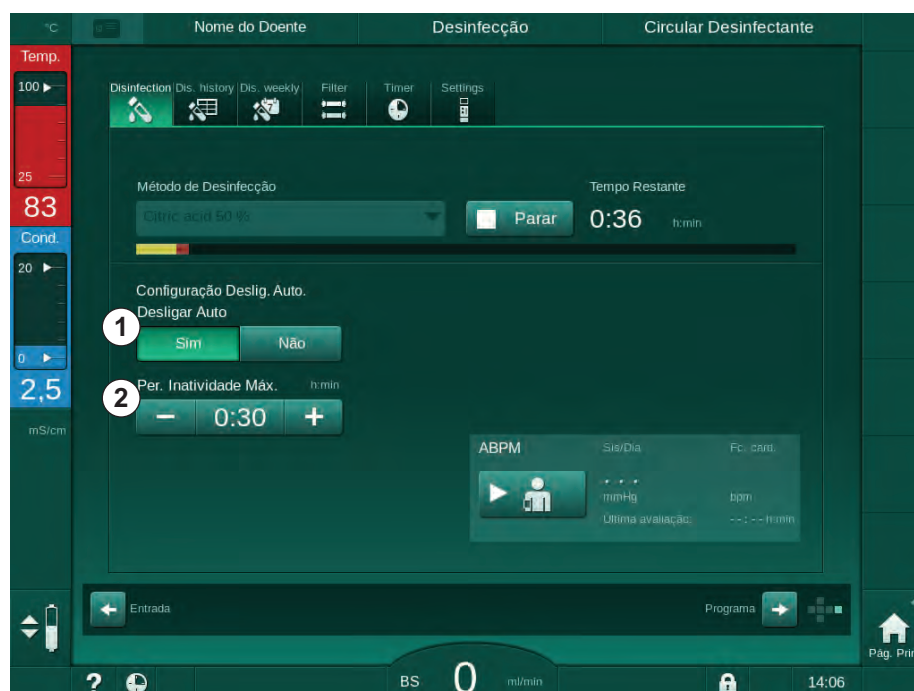 °C
Nome do Doente
Desinfecção
Circular Desinfectante
Temp.
100
25
83
Cond.
20
0
2,5
mS/cm
Disinfection
Dis. history
Dis. weekly
Filter
Timer
Settings
Método de Desinfecção
Tempo Restante
Citric acid 50 %
Parar
0:36 h:min
Configuração Deslig. Auto.
Desligar Auto
1
Sim
Não
2
Per. Inatividade Máx. h:min
0:30
ABPM
Sis/Dia
Fc. card.
mmHg
bpm
Última avaliação:
--:-- h:min
Entrada
Programa
Pág. Prin
?
BS 0 ml/min
14:06